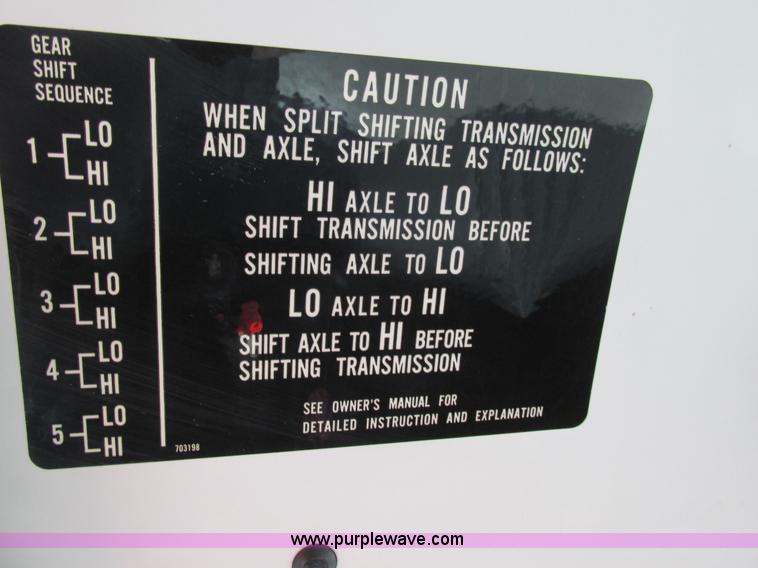 GEAR
SHIFT
SEQUENCE
1 LO
HI
2 LO
HI
3 LO
HI
4 LO
HI
5 LO
HI
703198
CAUTION
WHEN SPLIT SHIFTING TRANSMISSION
AND AXLE, SHIFT AXLE AS FOLLOWS:
HI AXLE TO LO
SHIFT TRANSMISSION BEFORE
SHIFTING AXLE TO LO
LO AXLE TO HI
SHIFT AXLE TO HI BEFORE
SHIFTING TRANSMISSION
SEE OWNER'S MANUAL FOR
DETAILED INSTRUCTION AND EXPLANATION
www.purplewave.com